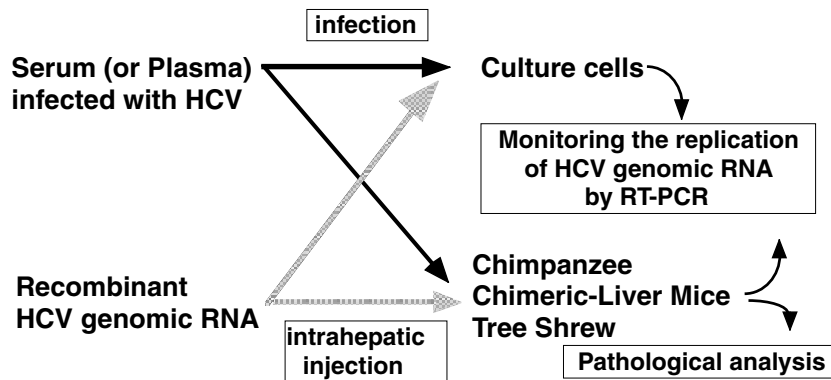 infection
Serum (or Plasma)
infected with HCV
Culture cells
Monitoring the replication
of HCV genomic RNA
by RT-PCR
Recombinant
HCV genomic RNA
Chimpanzee
Chimeric-Liver Mice
Tree Shrew
intrahepatic
injection
Pathological analysis